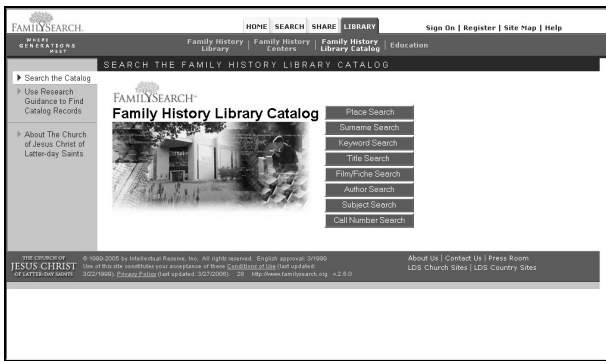 FAMILYSEARCH.
WHERE
GENERATIONS
MEET
HOME SEARCH SHARE LIBRARY
Sign On | Register | Site Map | Help
Family History Library | Family History Centers | Family History Library Catalog | Education
SEARCH THE FAMILY HISTORY LIBRARY CATALOG
Search the Catalog
Use Research
Guidance to Find
Catalog Records
About The Church
of Jesus Christ of
Latter-day Saints
FAMILYSEARCH™
Family History Library Catalog
Place Search
Surname Search
Keyword Search
Title Search
Film/Fiche Search
Author Search
Subject Search
Call Number Search
THE CHURCH OF
JESUS CHRIST
OF LATTER-DAY SAINTS
© 1999-2005 by Intellectual Reserve, Inc. All rights reserved. English approval: 3/1999
Use of this site constitutes your acceptance of these Conditions of Use (last updated:
3/22/1999). Privacy Policy (last updated: 3/27/2006). 28 http://www.familysearch.org v.2.5.0
About Us | Contact Us | Press Room
LDS Church Sites | LDS Country Sites